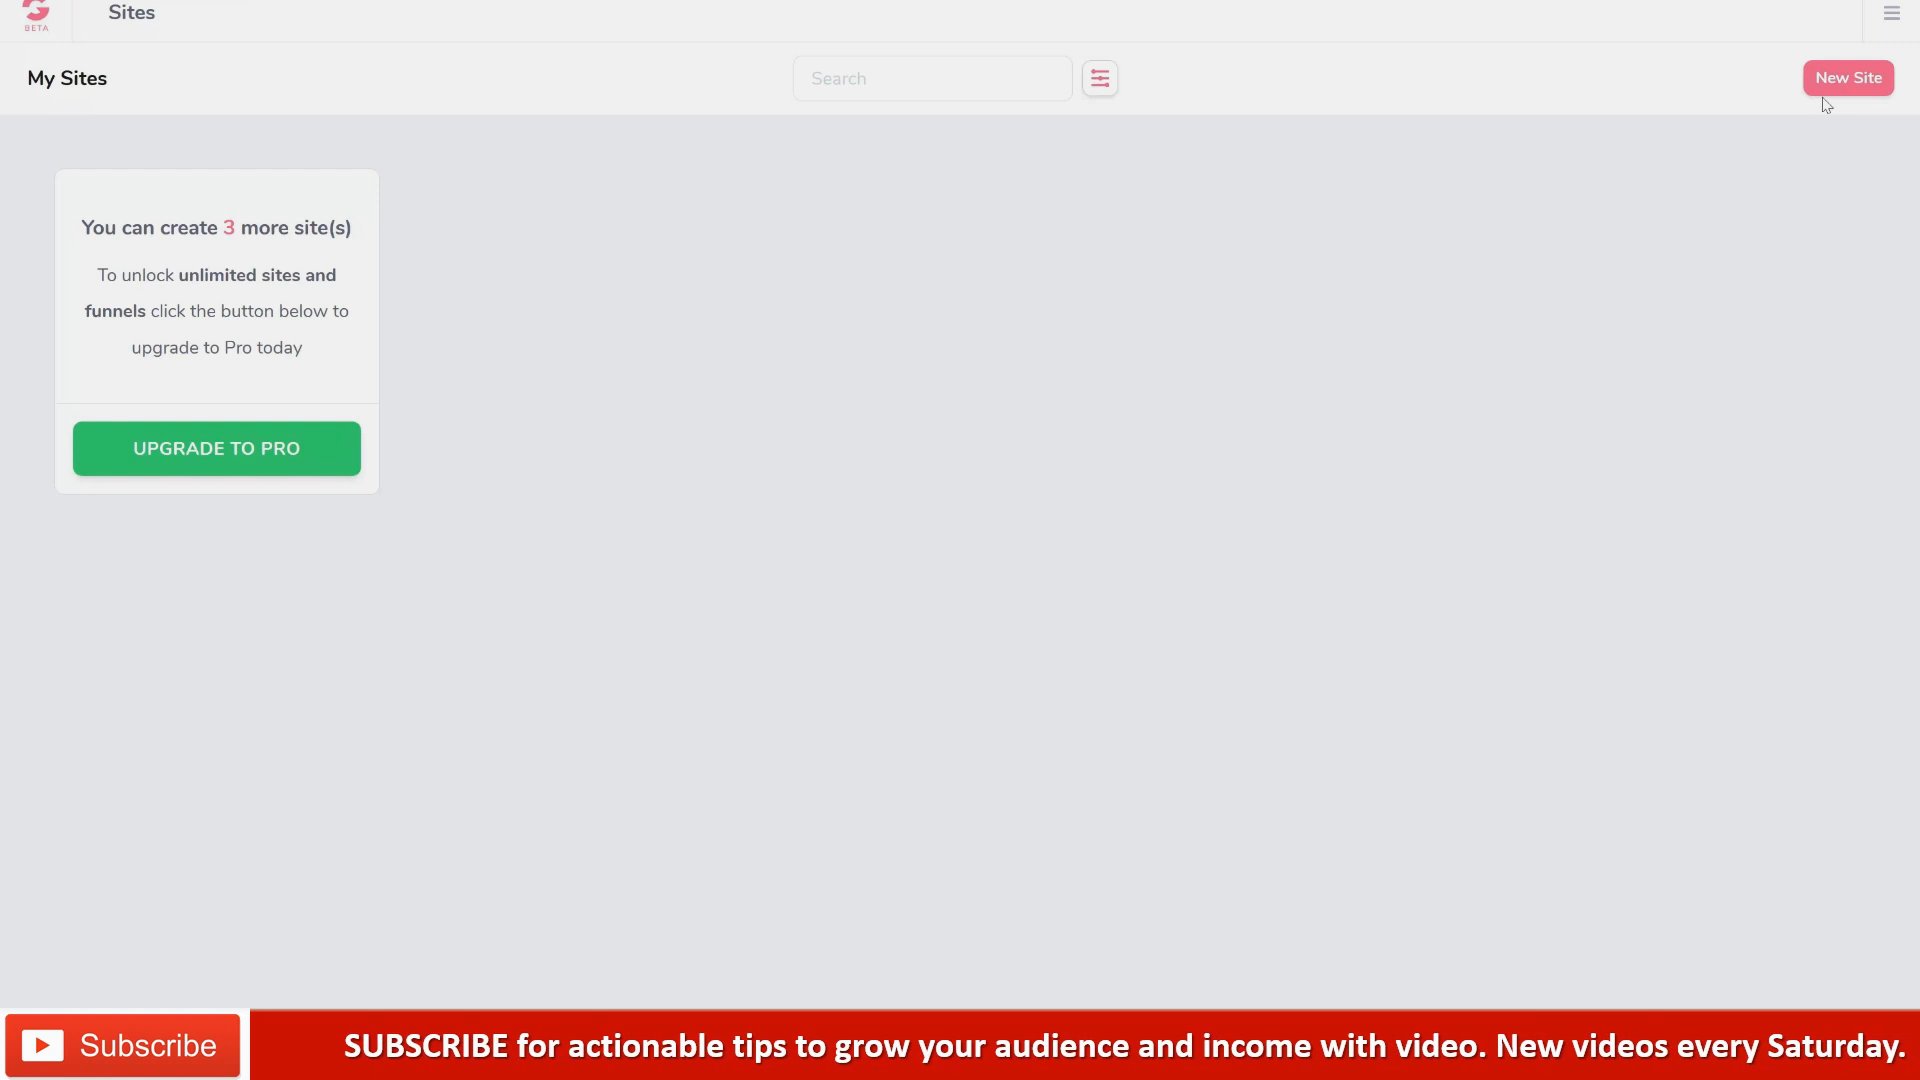 BETA
Sites
My Sites
Search
New Site
You can create 3 more site(s)
To unlock unlimited sites and
funnels click the button below to
upgrade to Pro today
UPGRADE TO PRO
Subscribe
SUBSCRIBE for actionable tips to grow your audience and income with video. New videos every Saturday.